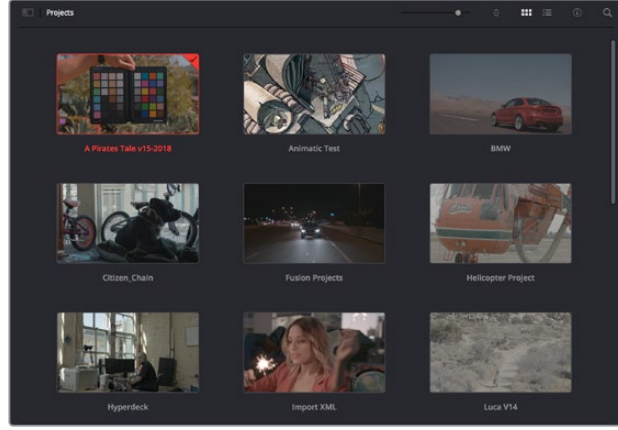 Projects
A Pirates Tale v15-2018
Animatic Test
BMW
Citizen_Chain
Fusion Projects
Helicopter Project
Hyperdeck
Import XML
Luca V14